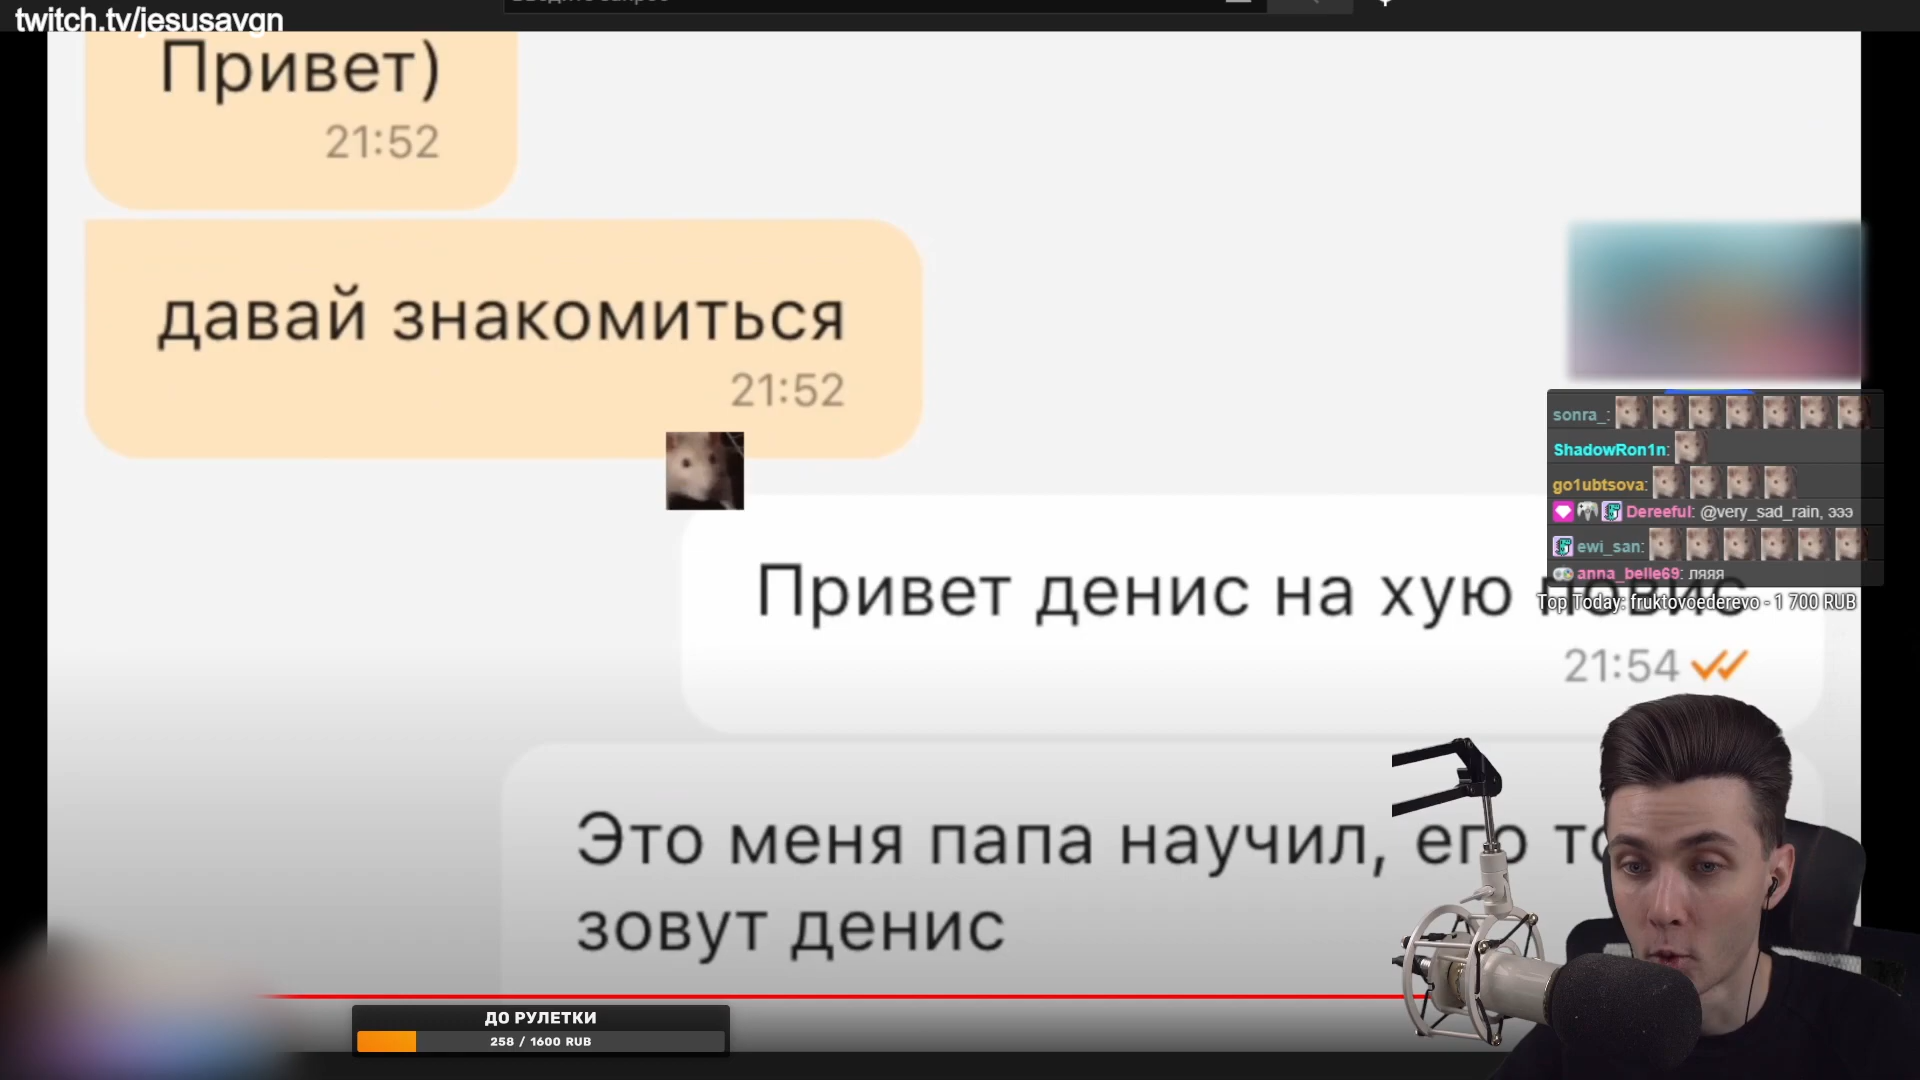 twitch.tv/jesusavgn
Привет)
21:52
давай знакомиться
21:52
sonra_:
ShadowRon1n:
go1ubtsova:
Dereeful: @very_sad_rain, эээ
ewi_san:
anna_belle69: ляяя
Привет денис на хую повис
Top Today: fruktovoederevo - 1 700 RUB
21:54
Это меня папа научил, его
зовут денис
ДО РУЛЕТКИ
258 / 1600 RUB